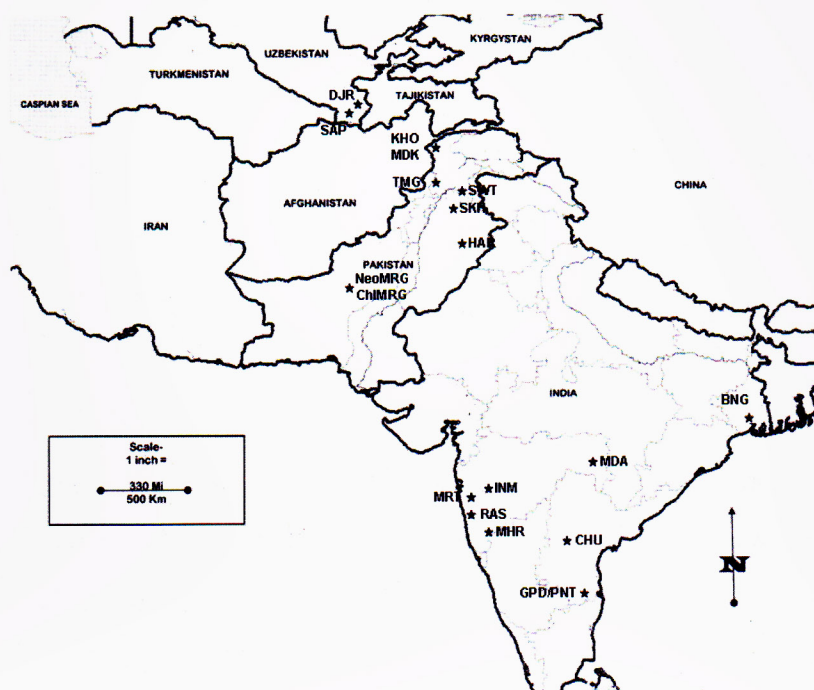 KYRGYSTAN
UZBEKISTAN
TURKMENISTAN
CASPIAN SEA
DJR
TAJIKISTAN
SAP
KHO
MDK
TMG
SWT
CHINA
AFGHANISTAN
SKH
IRAN
HAR
PAKISTAN
NeoMRG
ChlMRG
INDIA
BNG
Scale-
1 inch =
330 Mi
500 Km
MDA
INM
MRT
RAS
MHR
CHU
N
GPD/PNT